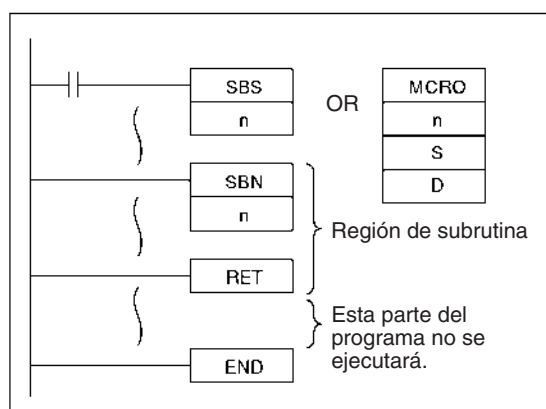 SBS
n
OR
MCRO
n
S
D
SBN
n
RET
Región de subrutina
Esta parte del
programa no se
ejecutará.
END